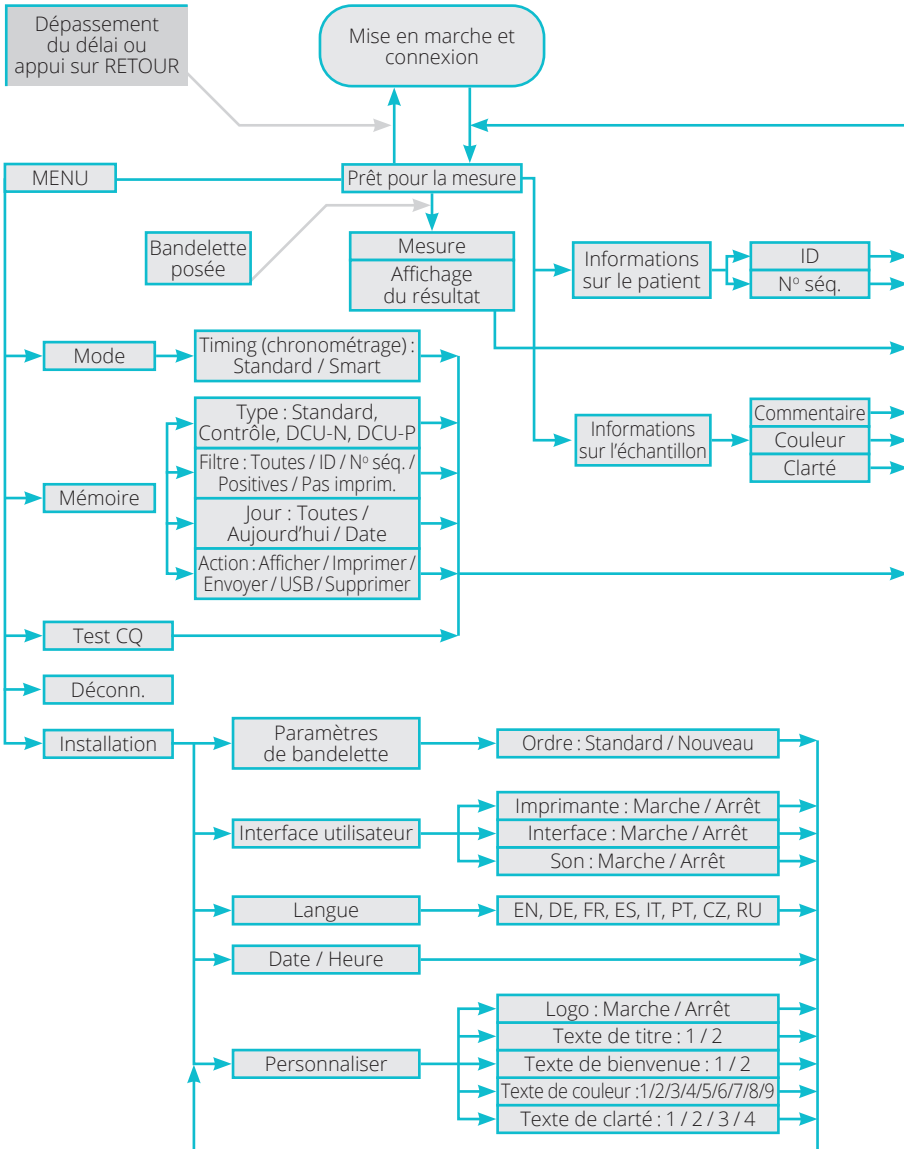 Dépassement
du délai ou
appui sur RETOUR
Mise en marche et
connexion
MENU
Prêt pour la mesure
Bandelette
posée
Mesure
Affichage
du résultat
Informations
sur le patient
ID
Nº séq.
Mode
Timing (chronométrage) :
Standard / Smart
Informations
sur l'échantillon
Commentaire
Couleur
Clarté
Mémoire
Type : Standard,
Contrôle, DCU-N, DCU-P
Filtre : Toutes / ID / Nº séq. /
Positives / Pas imprim.
Jour : Toutes /
Aujourd'hui / Date
Action : Afficher / Imprimer /
Envoyer / USB / Supprimer
Test CQ
Déconn.
Installation
Paramètres
de bandelette
Ordre : Standard / Nouveau
Interface utilisateur
Imprimante : Marche / Arrêt
Interface : Marche / Arrêt
Son : Marche / Arrêt
Langue
EN, DE, FR, ES, IT, PT, CZ, RU
Date / Heure
Personnaliser
Logo : Marche / Arrêt
Texte de titre : 1 / 2
Texte de bienvenue : 1 / 2
Texte de couleur :1/2/3/4/5/6/7/8/9
Texte de clarté : 1 / 2 / 3 / 4